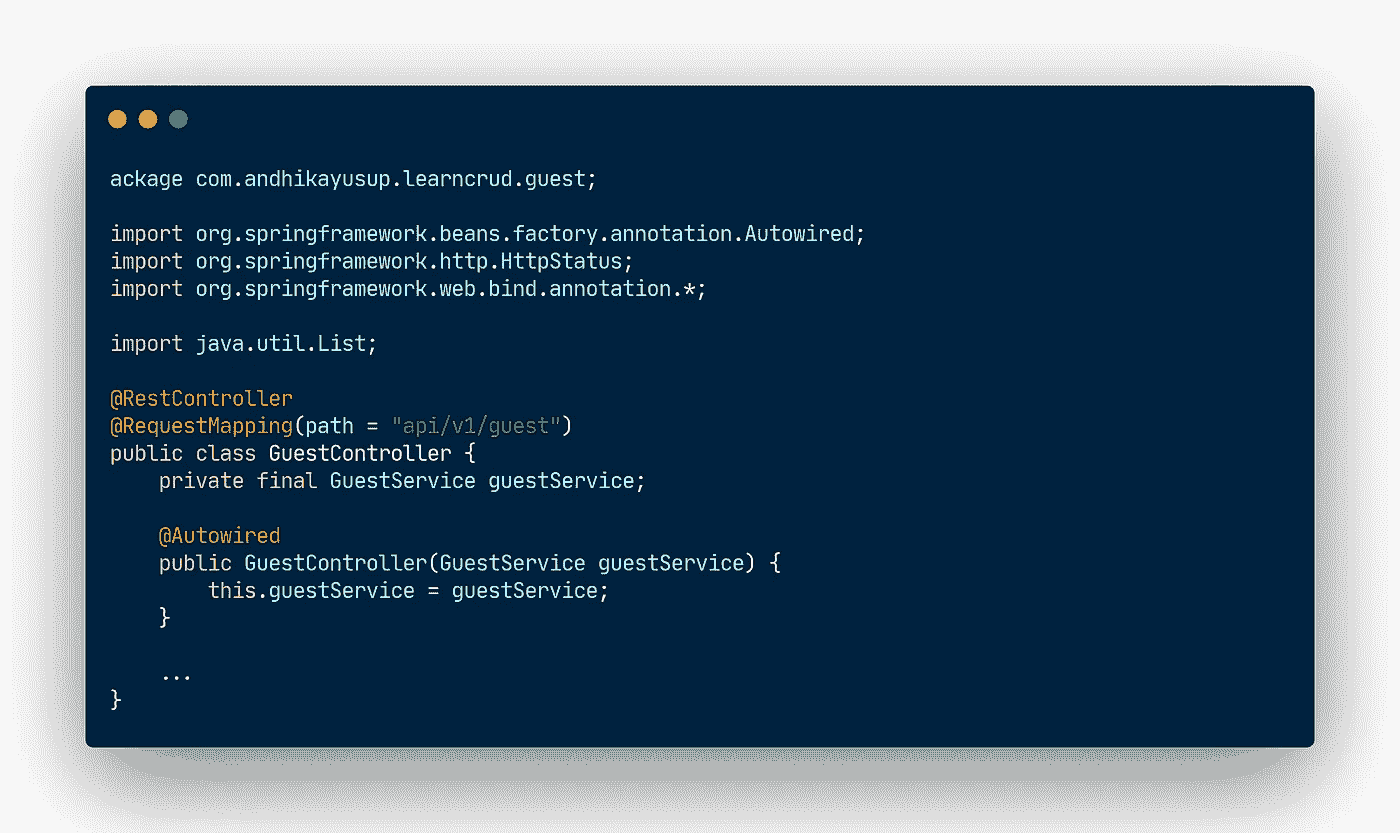 ackage com.andhikayusup.learncrud.guest;
import org.springframework.beans.factory.annotation.Autowired;
import org.springframework.http.HttpStatus;
import org.springframework.web.bind.annotation.*;
import java.util.List;
@RestController
@RequestMapping(path = "api/v1/guest")
public class GuestController {
    private final GuestService guestService;
    @Autowired
    public GuestController(GuestService guestService) {
        this.guestService = guestService;
    }
    ...
}